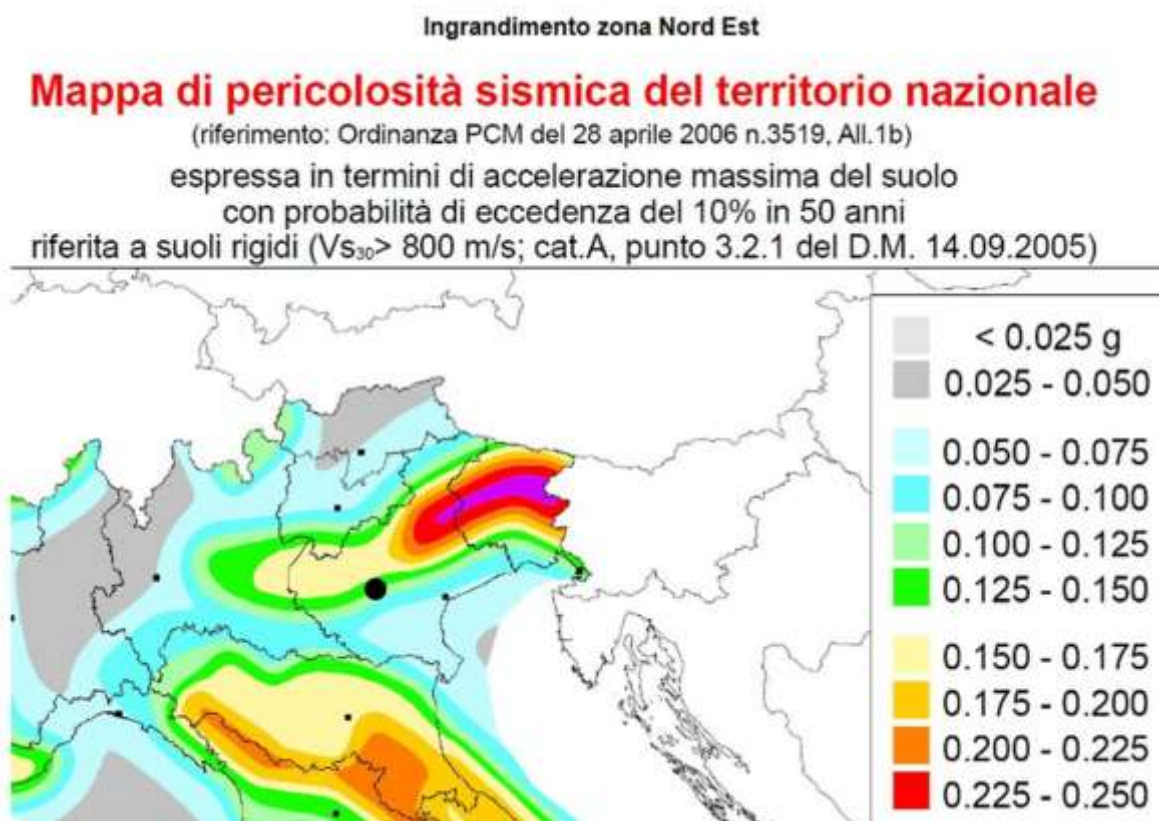 Ingrandimento zona Nord Est
Mappa di pericolosità sismica del territorio nazionale
(riferimento: Ordinanza PCM del 28 aprile 2006 n.3519, All.1b)
espressa in termini di accelerazione massima del suolo
con probabilità di eccedenza del 10% in 50 anni
riferita a suoli rigidi (Vs₃₀> 800 m/s; cat.A, punto 3.2.1 del D.M. 14.09.2005)
< 0.025 g
0.025 - 0.050
0.050 - 0.075
0.075 - 0.100
0.100 - 0.125
0.125 - 0.150
0.150 - 0.175
0.175 - 0.200
0.200 - 0.225
0.225 - 0.250